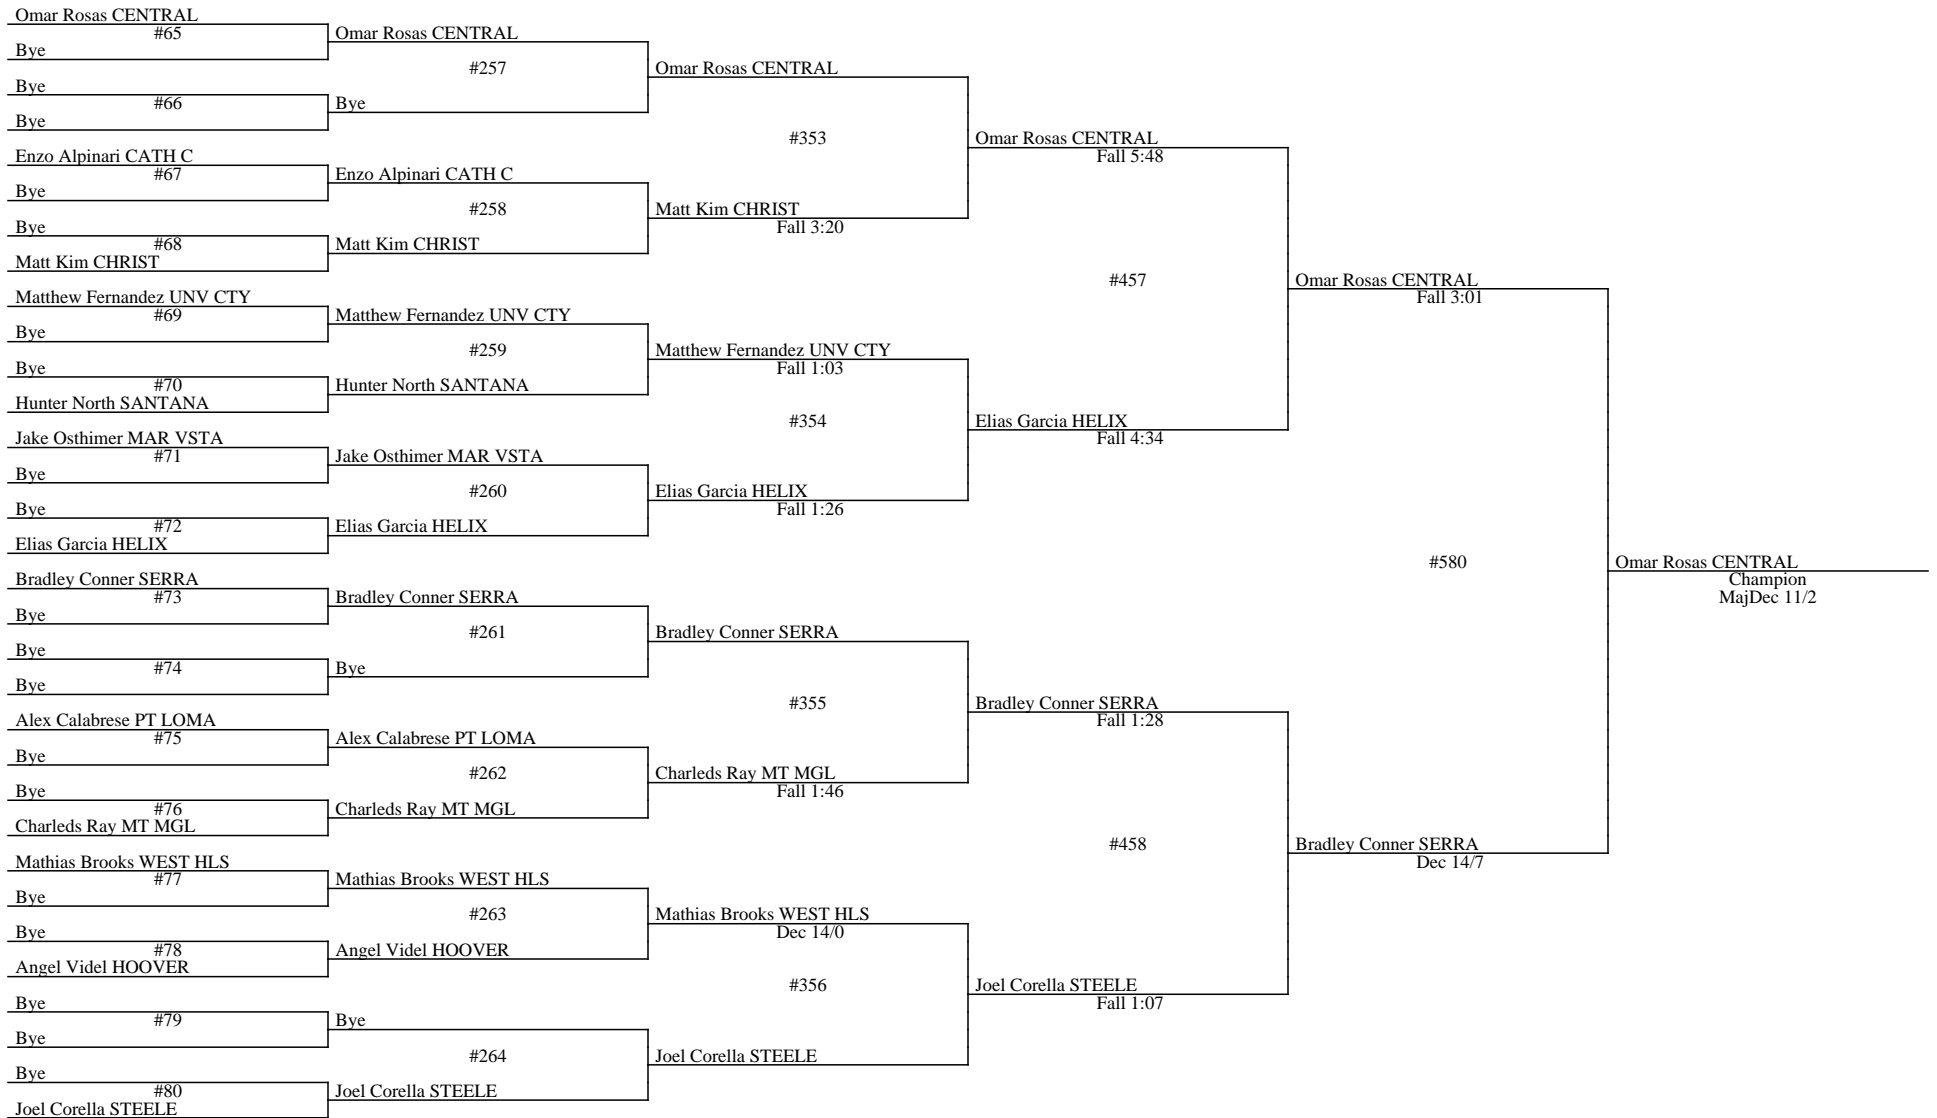 Omar Rosas CENTRAL
#65
Bye
Bye
#66
Bye
Enzo Alpinari CATH C
#67
Bye
Bye
#68
Matt Kim CHRIST
Matthew Fernandez UNV CTY
#69
Bye
Bye
#70
Hunter North SANTANA
Jake Osthimer MAR VSTA
#71
Bye
Bye
#72
Elias Garcia HELIX
Bradley Conner SERRA
#73
Bye
Bye
#74
Bye
Alex Calabrese PT LOMA
#75
Bye
Bye
#76
Charleds Ray MT MGL
Mathias Brooks WEST HLS
#77
Bye
Bye
#78
Angel Videl HOOVER
Bye
#79
Bye
Bye
#80
Joel Corella STEELE
Omar Rosas CENTRAL
#257
Bye
Enzo Alpinari CATH C
#258
Matt Kim CHRIST
Matthew Fernandez UNV CTY
#259
Hunter North SANTANA
Jake Osthimer MAR VSTA
#260
Elias Garcia HELIX
Bradley Conner SERRA
#261
Bye
Alex Calabrese PT LOMA
#262
Charleds Ray MT MGL
Mathias Brooks WEST HLS
#263
Angel Videl HOOVER
Bye
#264
Joel Corella STEELE
Omar Rosas CENTRAL
#353
Matt Kim CHRIST
Fall 3:20
Matthew Fernandez UNV CTY
Fall 1:03
#354
Elias Garcia HELIX
Fall 1:26
Bradley Conner SERRA
#355
Charleds Ray MT MGL
Fall 1:46
Mathias Brooks WEST HLS
Dec 14/0
#356
Joel Corella STEELE
Omar Rosas CENTRAL
Fall 5:48
#457
Elias Garcia HELIX
Fall 4:34
Bradley Conner SERRA
Fall 1:28
#458
Joel Corella STEELE
Fall 1:07
Omar Rosas CENTRAL
Fall 3:01
#580
Bradley Conner SERRA
Dec 14/7
Omar Rosas CENTRAL
Champion
MajDec 11/2